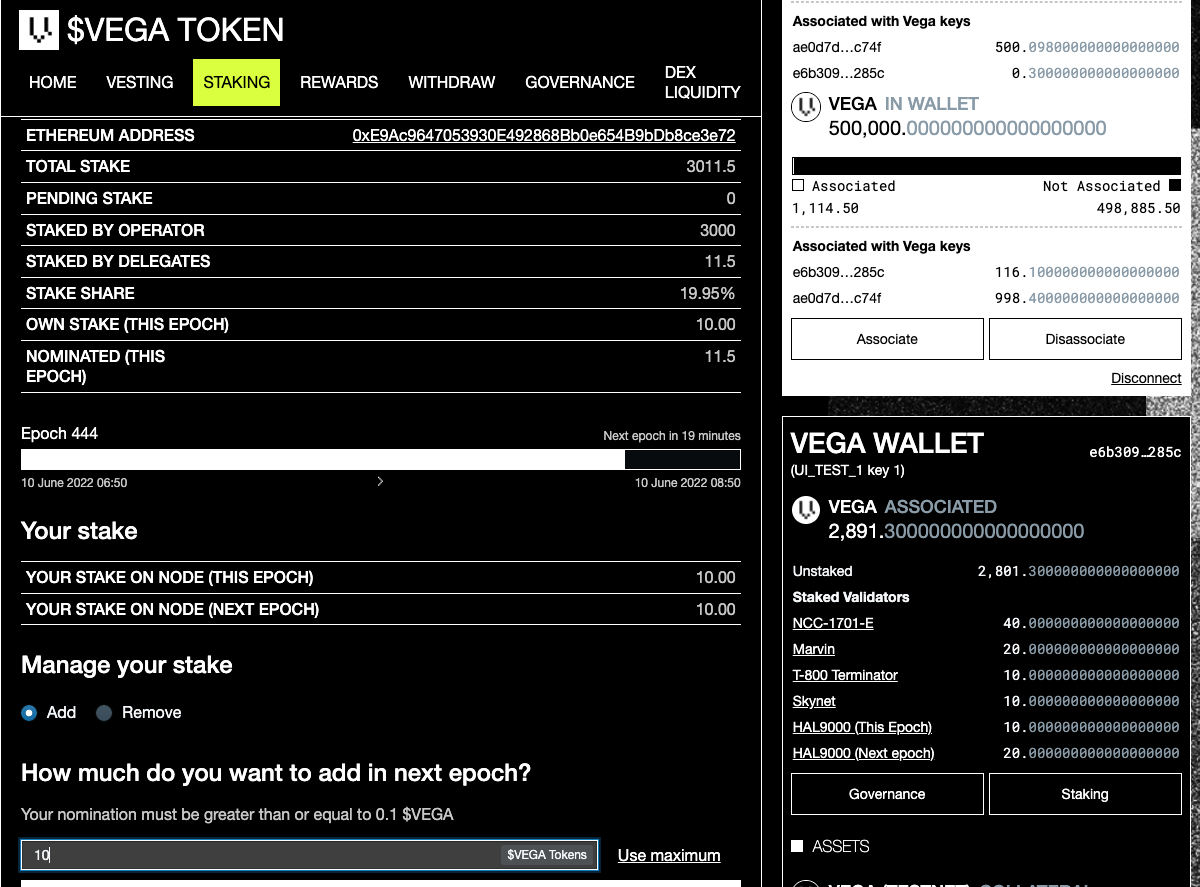 $VEGA TOKEN
HOME VESTING STAKING REWARDS WITHDRAW GOVERNANCE DEX LIQUIDITY
ETHEREUM ADDRESS 0xE9Ac9647053930E492868Bb0e654B9bDb8ce3e72
TOTAL STAKE 3011.5
PENDING STAKE 0
STAKED BY OPERATOR 3000
STAKED BY DELEGATES 11.5
STAKE SHARE 19.95%
OWN STAKE (THIS EPOCH) 10.00
NOMINATED (THIS EPOCH) 11.5
Epoch 444 Next epoch in 19 minutes
10 June 2022 06:50 10 June 2022 08:50
Your stake
YOUR STAKE ON NODE (THIS EPOCH) 10.00
YOUR STAKE ON NODE (NEXT EPOCH) 10.00
Manage your stake
Add Remove
How much do you want to add in next epoch?
Your nomination must be greater than or equal to 0.1 $VEGA
10 $VEGA Tokens Use maximum
Associated with Vega keys
ae0d7d…c74f 500.098000000000000000
e6b309…285c 0.300000000000000000
VEGA IN WALLET
500,000.000000000000000000
Associated Not Associated
1,114.50 498,885.50
Associated with Vega keys
e6b309…285c 116.100000000000000000
ae0d7d…c74f 998.400000000000000000
Associate Disassociate
Disconnect
VEGA WALLET e6b309…285c
(UI_TEST_1 key 1)
VEGA ASSOCIATED
2,891.300000000000000000
Unstaked 2,801.300000000000000000
Staked Validators
NCC-1701-E 40.000000000000000000
Marvin 20.000000000000000000
T-800 Terminator 10.000000000000000000
Skynet 10.000000000000000000
HAL9000 (This Epoch) 10.000000000000000000
HAL9000 (Next epoch) 20.000000000000000000
Governance Staking
ASSETS
VEGA (TESTNET) COLLATERAL